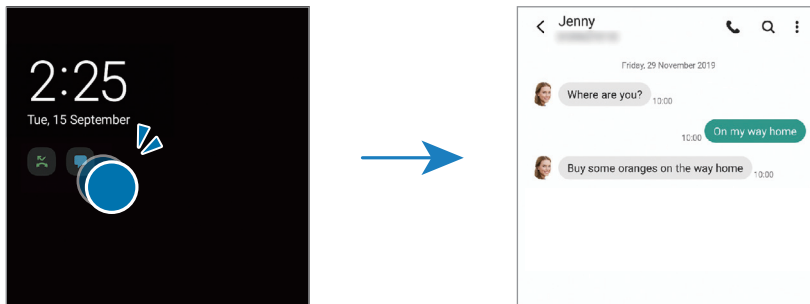 2:25
Tue, 15 September
Jenny
Friday, 29 November 2019
Where are you? 10:00
10:00 On my way home
Buy some oranges on the way home 10:00